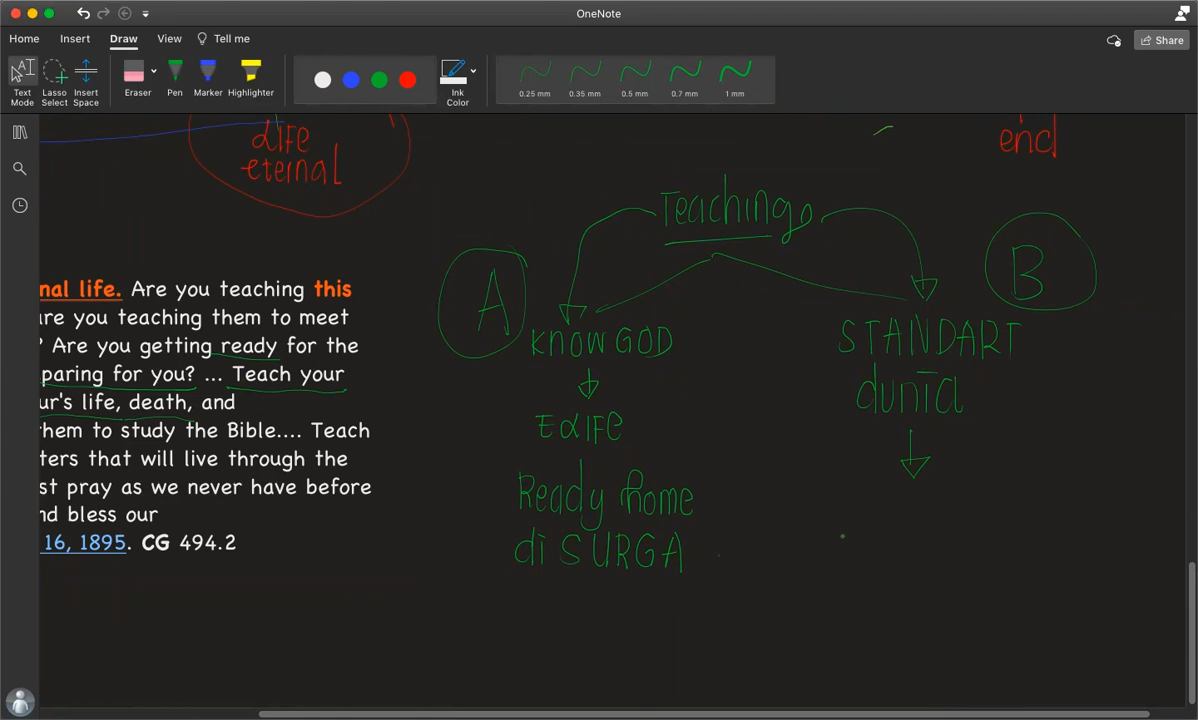 OneNote
Home
Insert
Draw
View
Tell me
Share
Text
Mode
Lasso
Select
Insert
Space
Eraser
Pen
Marker
Highlighter
Ink
Color
0.25 mm
0.35 mm
0.5 mm
0.7 mm
1 mm
LIFE
eternal
end
Teaching
A
B
KNOW GOD
STANDART
dunia
E LIFE
Ready home
di SURGA
nal life. Are you teaching this
re you teaching them to meet
? Are you getting ready for the
paring for you? ... Teach your
ur's life, death, and
hem to study the Bible.... Teach
ters that will live through the
st pray as we never have before
nd bless our
16, 1895. CG 494.2